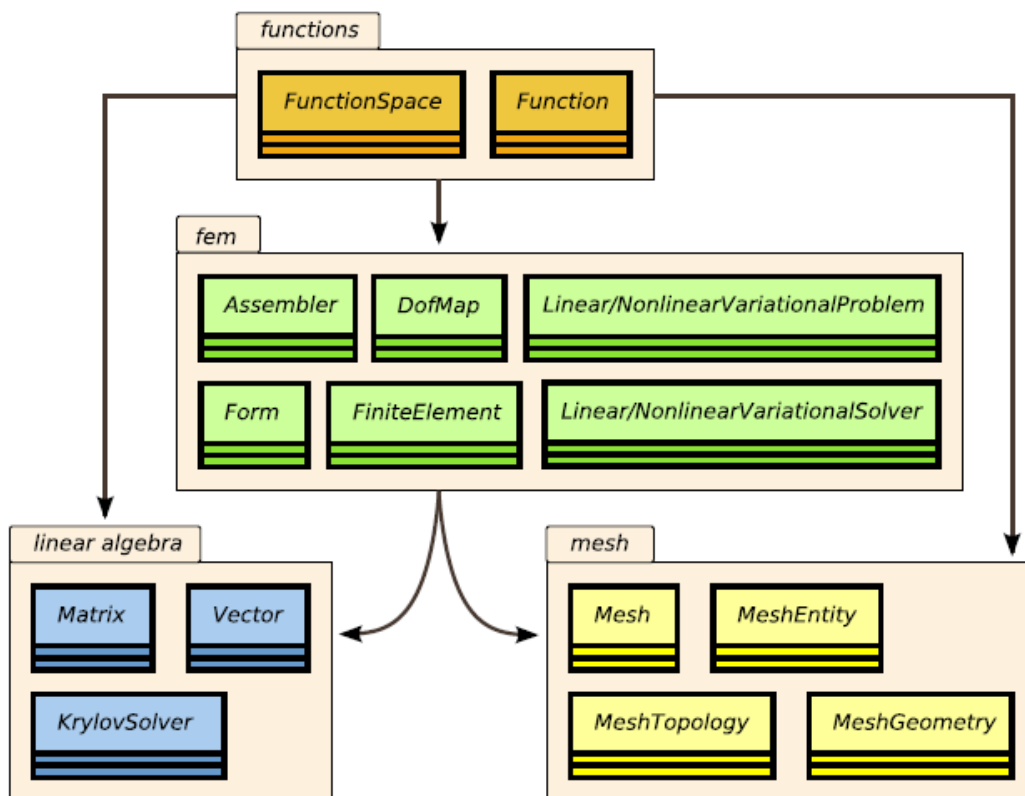 functions
FunctionSpace
Function
fem
Assembler
DofMap
Linear/NonlinearVariationalProblem
Form
FiniteElement
Linear/NonlinearVariationalSolver
linear algebra
Matrix
Vector
KrylovSolver
mesh
Mesh
MeshEntity
MeshTopology
MeshGeometry